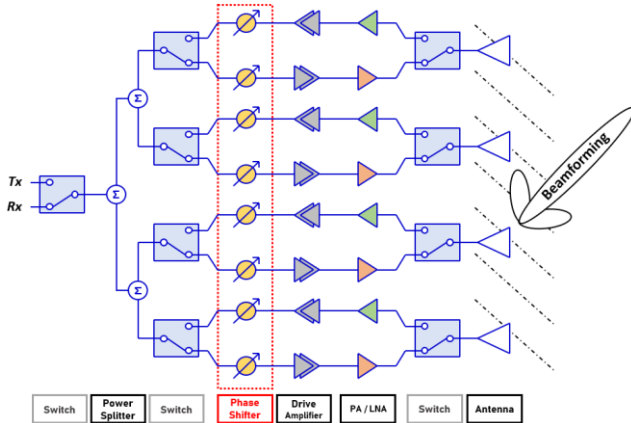 Σ
Σ
Tx
Rx
Σ
Σ
Beamforming
Switch
Power
Splitter
Switch
Phase
Shifter
Drive
Amplifier
PA / LNA
Switch
Antenna